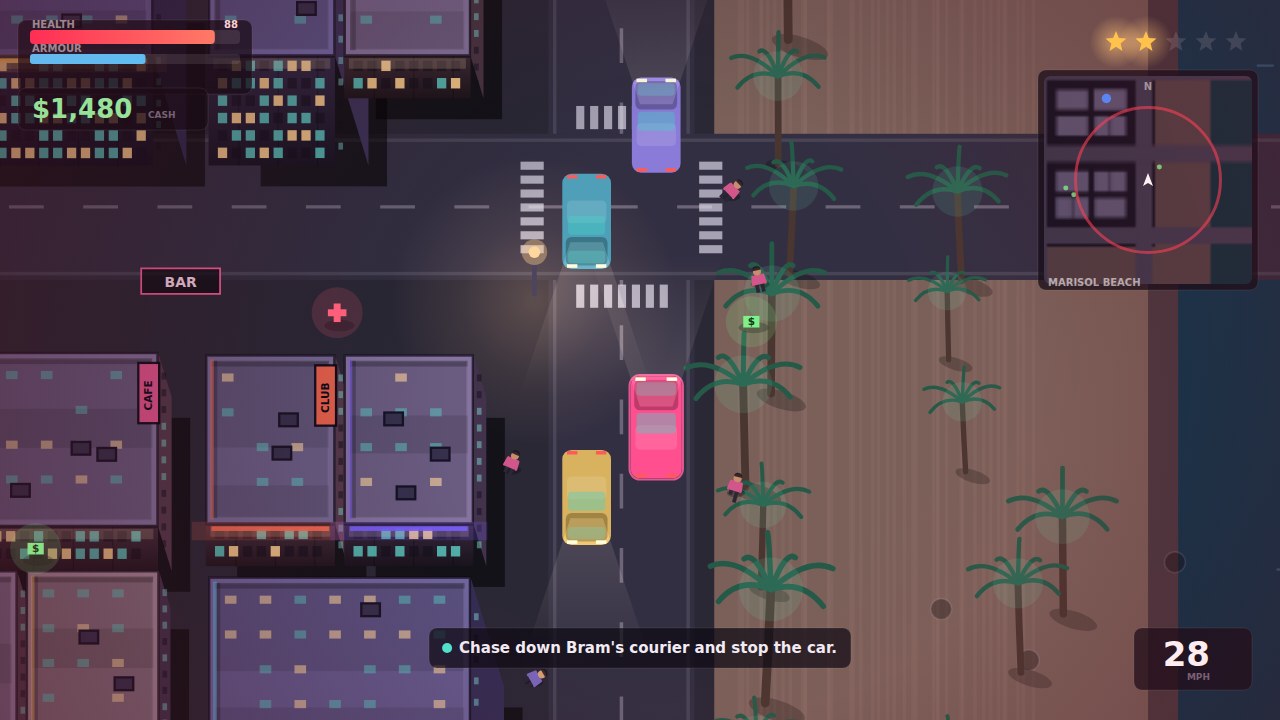 HEALTH 88
ARMOUR
$1,480 CASH
N
MARISOL BEACH
BAR
$
CAFE
CLUB
$
Chase down Bram's courier and stop the car.
28
MPH